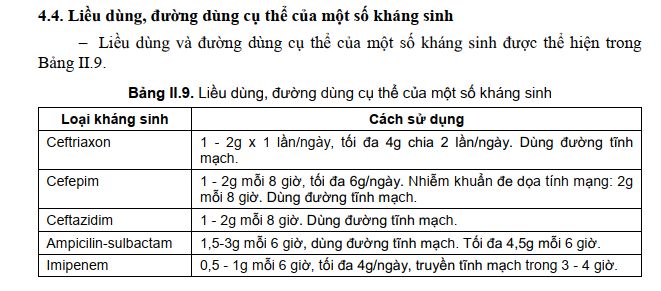 4.4. Liều dùng, đường dùng cụ thể của một số kháng sinh
– Liều dùng và đường dùng cụ thể của một số kháng sinh được thể hiện trong
Bảng II.9.
Bảng II.9. Liều dùng, đường dùng cụ thể của một số kháng sinh
Loại kháng sinh Cách sử dụng
Ceftriaxon 1 - 2g x 1 lần/ngày, tối đa 4g chia 2 lần/ngày. Dùng đường tĩnh
mạch.
Cefepim 1 - 2g mỗi 8 giờ, tối đa 6g/ngày. Nhiễm khuẩn đe dọa tính mạng: 2g
mỗi 8 giờ. Dùng đường tĩnh mạch.
Ceftazidim 1 - 2g mỗi 8 giờ. Dùng đường tĩnh mạch.
Ampicilin-sulbactam 1,5-3g mỗi 6 giờ, dùng đường tĩnh mạch. Tối đa 4,5g mỗi 6 giờ.
Imipenem 0,5 - 1g mỗi 6 giờ, tối đa 4g/ngày, truyền tĩnh mạch trong 3 - 4 giờ.